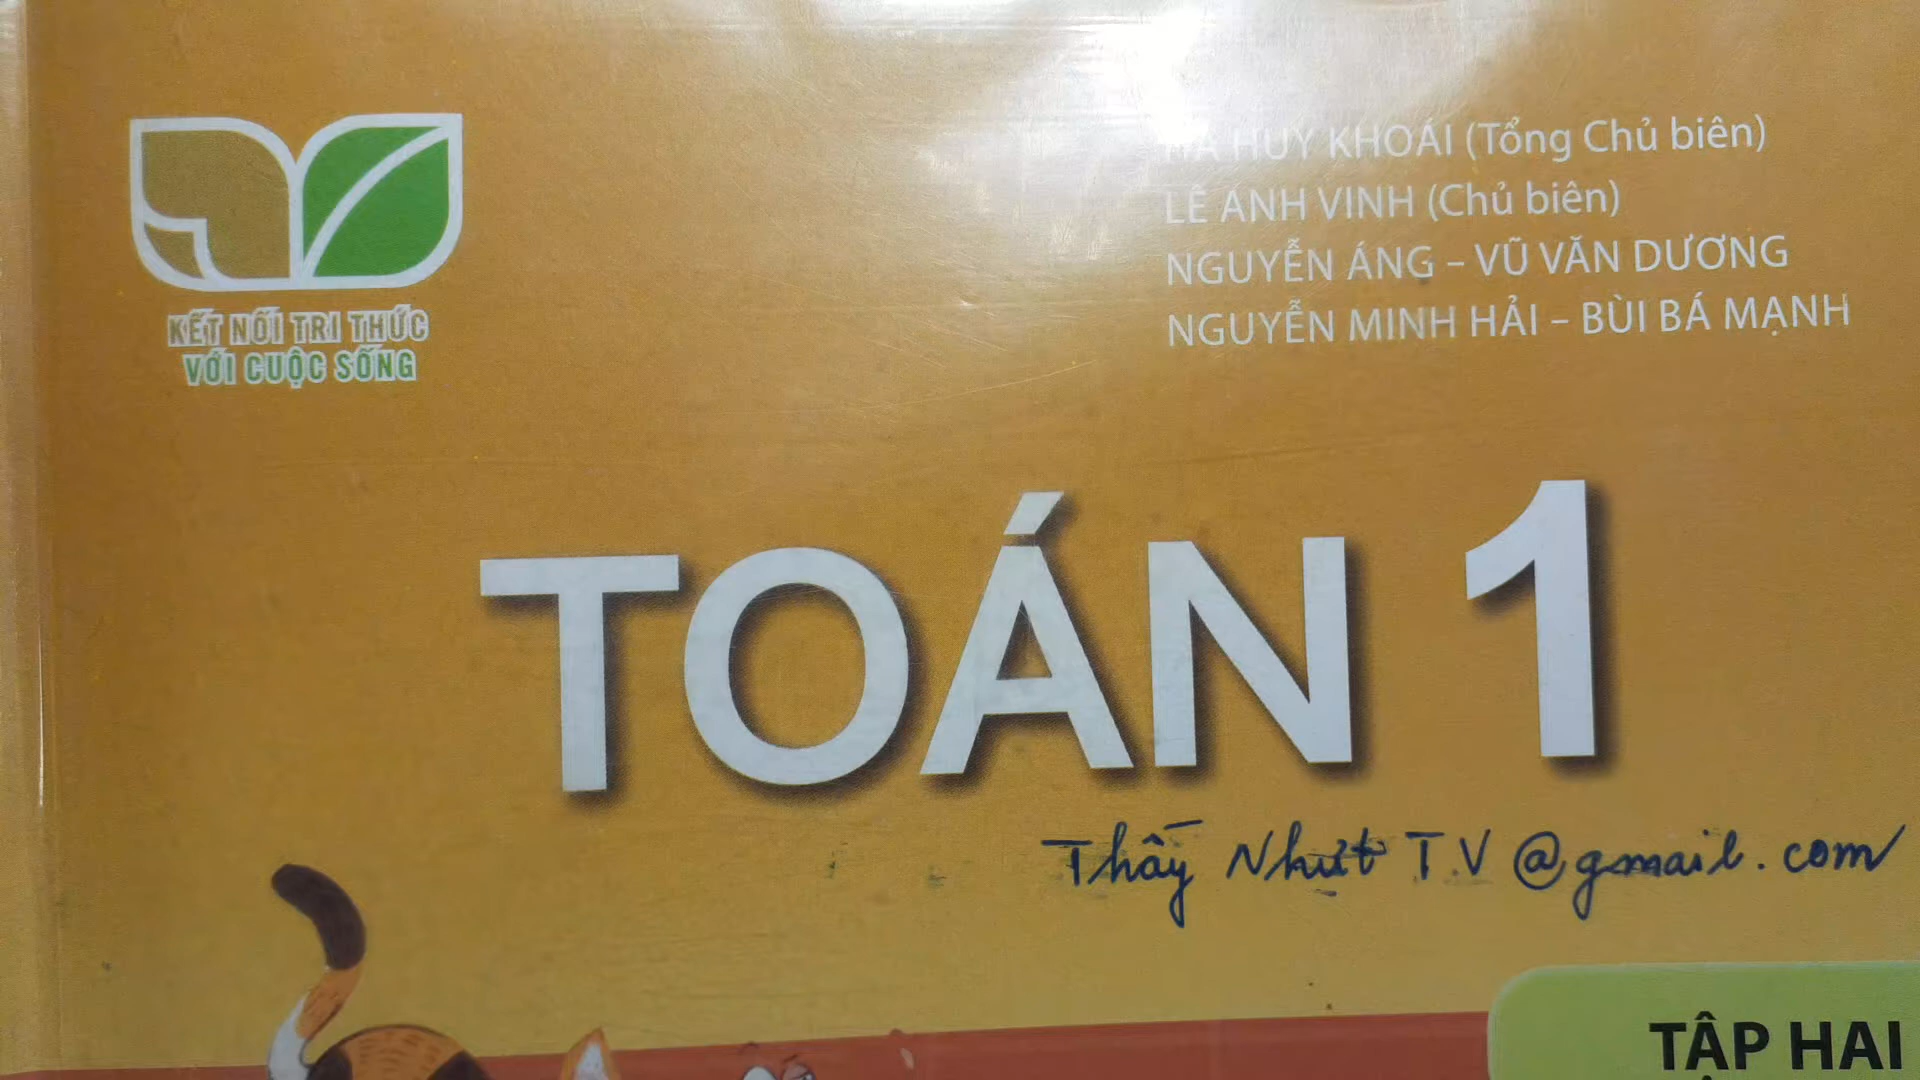 KẾT NỐI TRI THỨC
VỚI CUỘC SỐNG
HÀ HUY KHOÁI (Tổng Chủ biên)
LÊ ANH VINH (Chủ biên)
NGUYỄN ÁNG – VŨ VĂN DƯƠNG
NGUYỄN MINH HẢI – BÙI BÁ MẠNH
TOÁN 1
Thầy Nhựt T.V @gmail.com
TẬP HAI